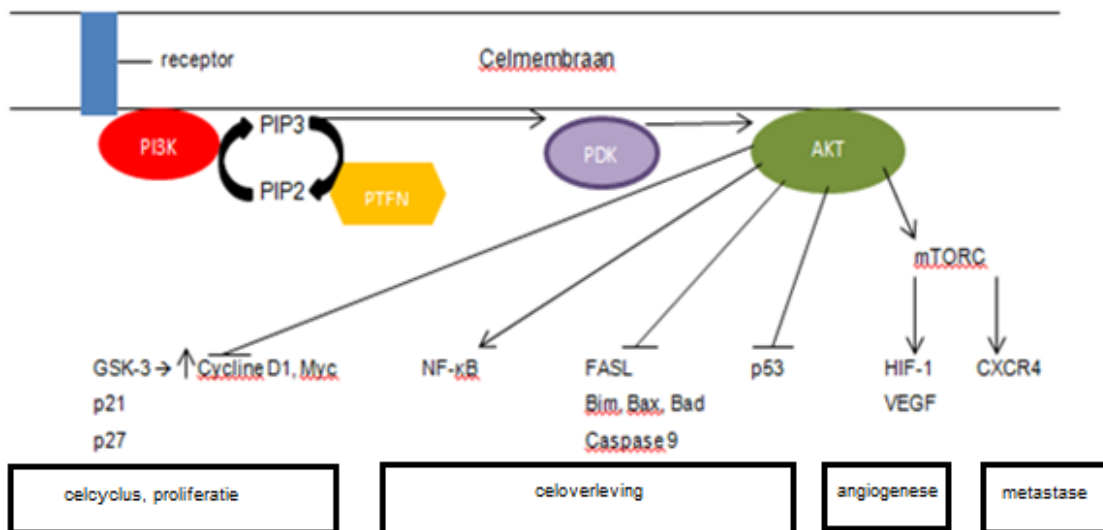 receptor
Celmembraan
PI3K
PIP3
PIP2
PTFN
PDK
AKT
mTORC
GSK-3 → ↑ Cycline D1, Myc
p21
p27
NF-κB
FASL
Bim, Bax, Bad
Caspase 9
p53
HIF-1
VEGF
CXCR4
celcyclus, proliferatie
celoverleving
angiogenese
metastase